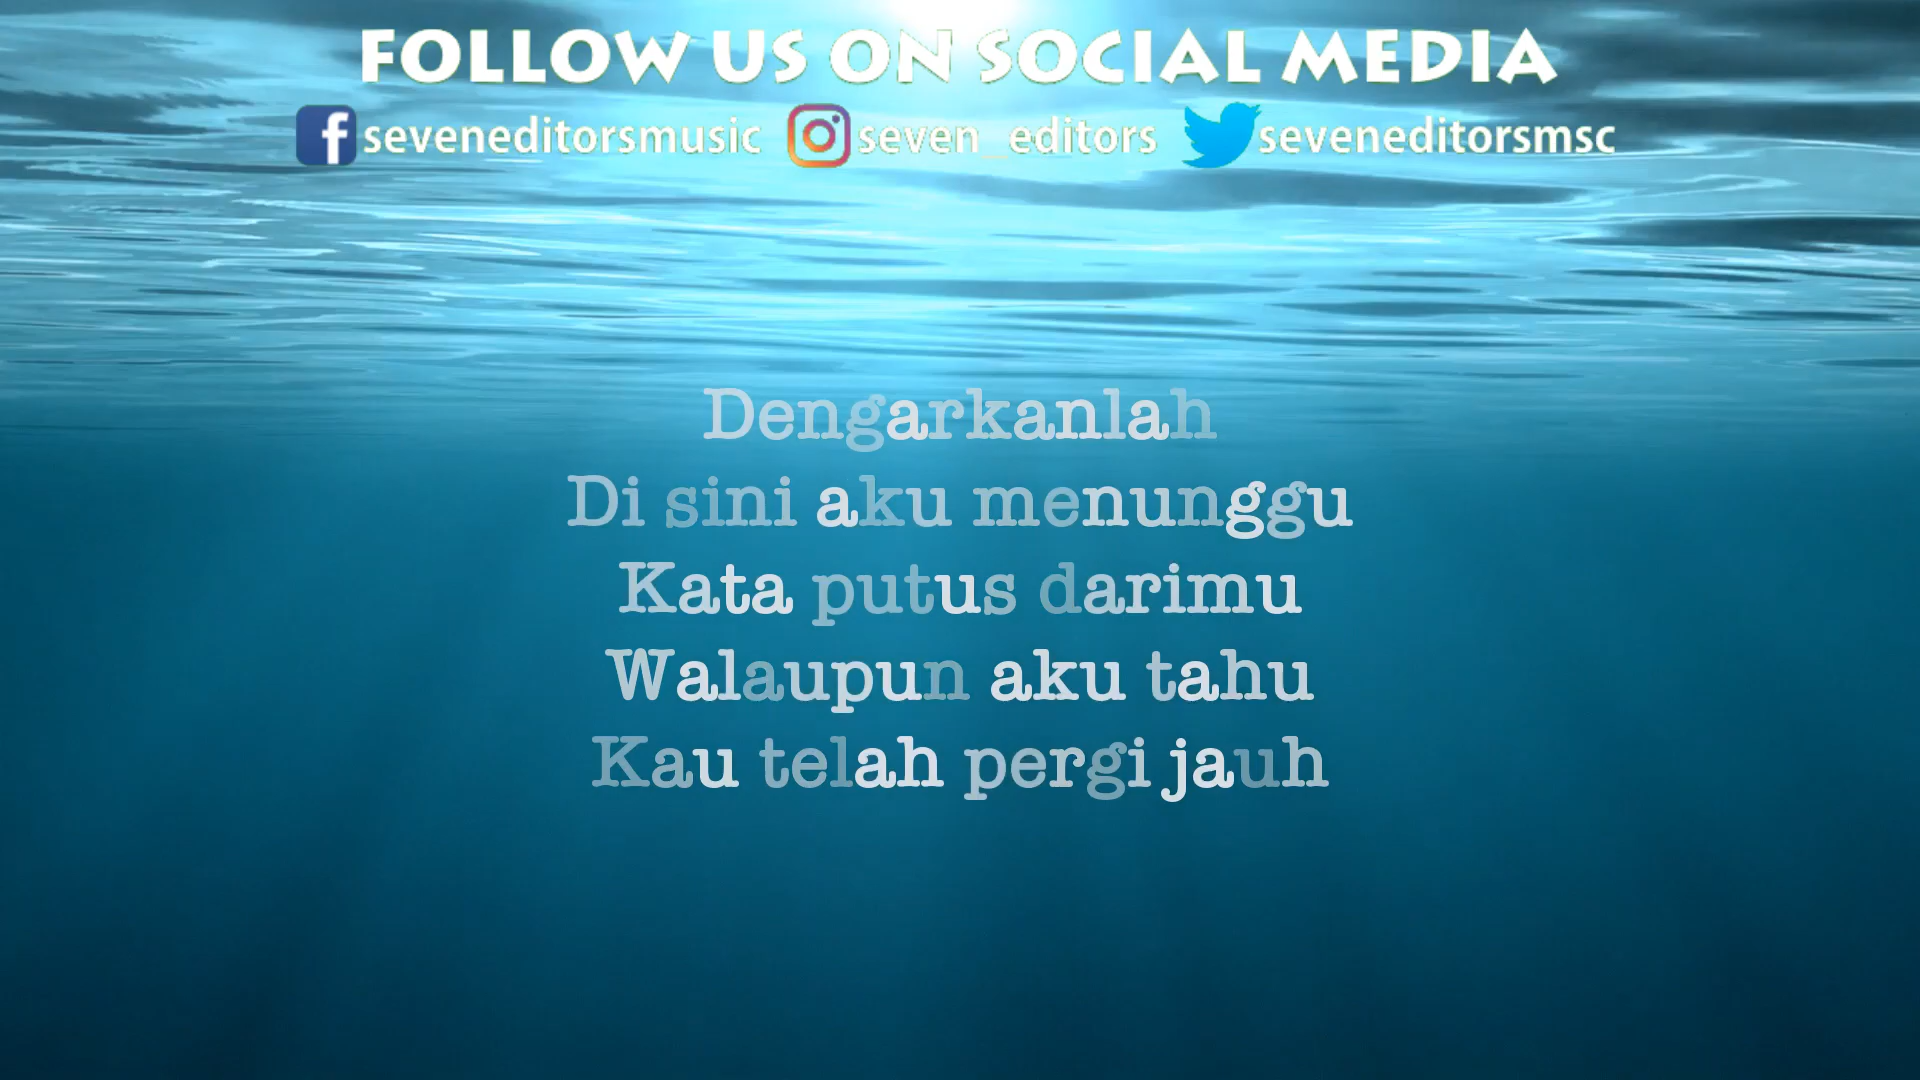 FOLLOW US ON SOCIAL MEDIA
seveneditorsmusic seven_editors seveneditorsmsc
Dengarkanlah
Di sini aku menunggu
Kata putus darimu
Walaupun aku tahu
Kau telah pergi jauh